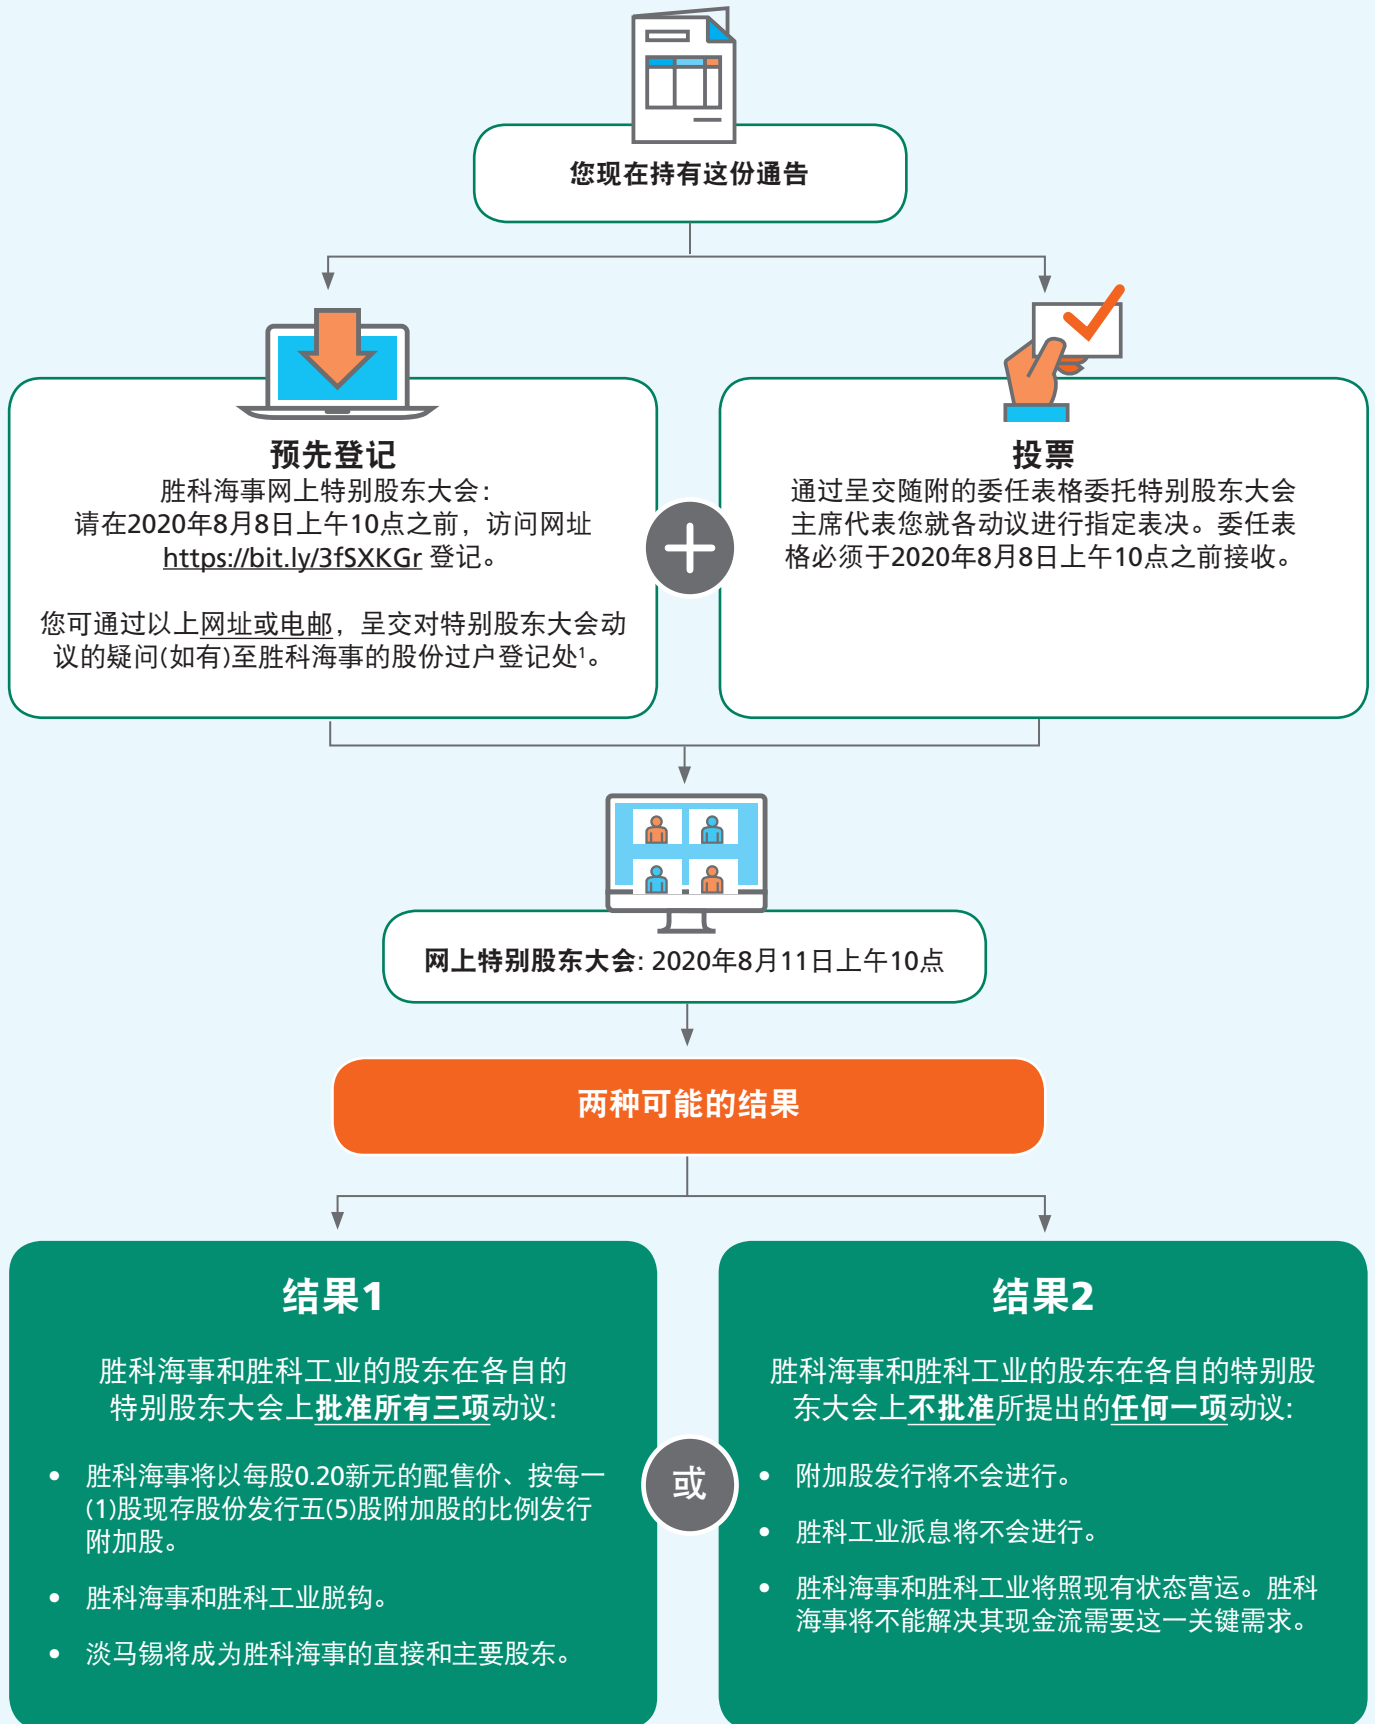 您现在持有这份通告
预先登记
胜科海事网上特别股东大会：
请在2020年8月8日上午10点之前，访问网址
https://bit.ly/3fSXKGr 登记。
您可通过以上网址或电邮，呈交对特别股东大会动
议的疑问(如有)至胜科海事的股份过户登记处¹。
投票
通过呈交随附的委任表格委托特别股东大会
主席代表您就各动议进行指定表决。委任表
格必须于2020年8月8日上午10点之前接收。
网上特别股东大会: 2020年8月11日上午10点
两种可能的结果
结果1
胜科海事和胜科工业的股东在各自的
特别股东大会上批准所有三项动议:
• 胜科海事将以每股0.20新元的配售价、按每一
(1)股现存股份发行五(5)股附加股的比例发行
附加股。
• 胜科海事和胜科工业脱钩。
• 淡马锡将成为胜科海事的直接和主要股东。
或
结果2
胜科海事和胜科工业的股东在各自的特别股
东大会上不批准所提出的任何一项动议:
• 附加股发行将不会进行。
• 胜科工业派息将不会进行。
• 胜科海事和胜科工业将照现有状态营运。胜科
海事将不能解决其现金流需要这一关键需求。